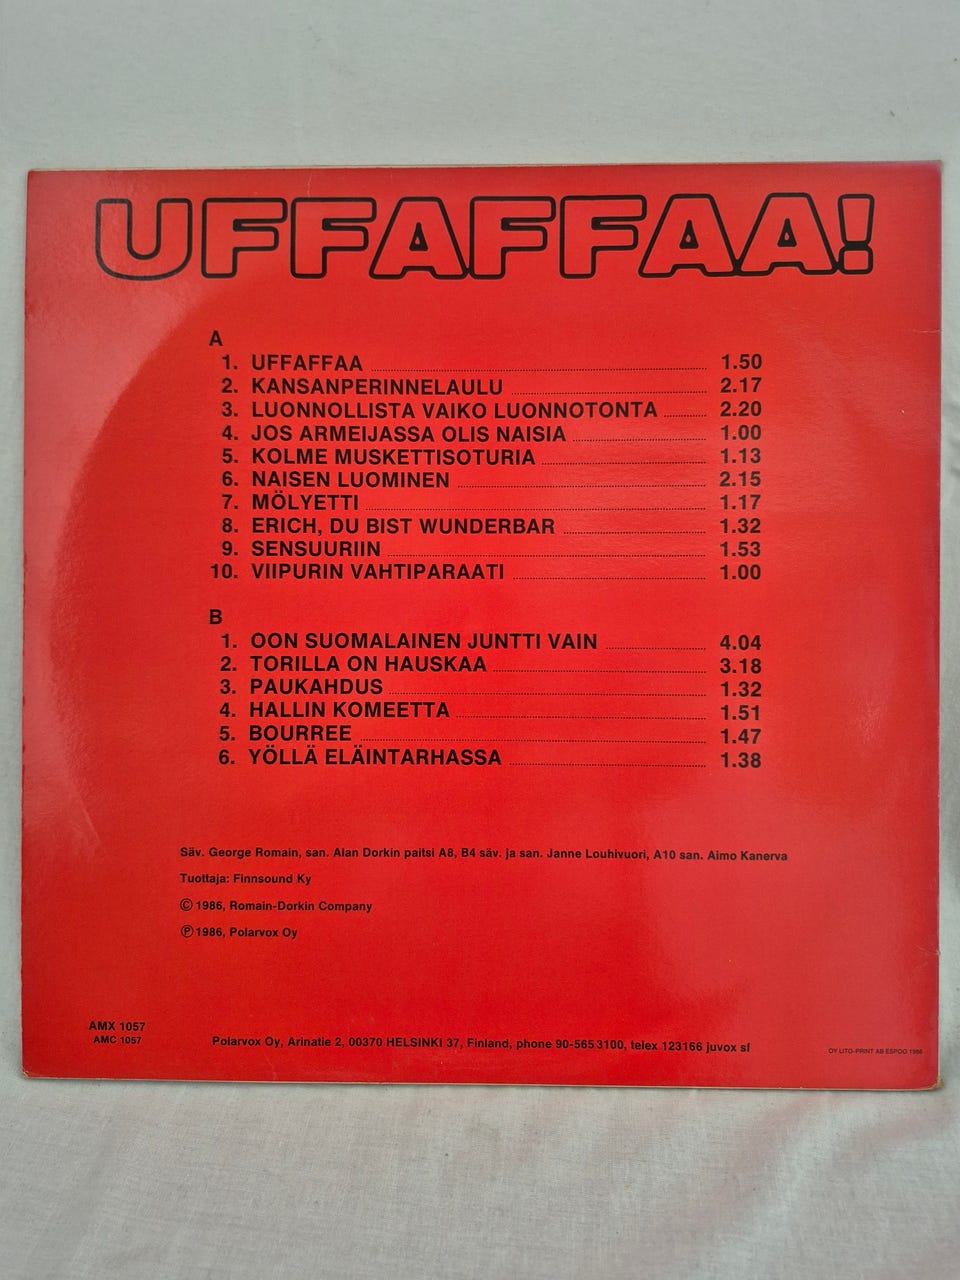 UFFAFFAA!
A
1. UFFAFFAA 1.50
2. KANSANPERINNELAULU 2.17
3. LUONNOLLISTA VAIKO LUONNOTONTA 2.20
4. JOS ARMEIJASSA OLIS NAISIA 1.00
5. KOLME MUSKETTISOTURIA 1.13
6. NAISEN LUOMINEN 2.15
7. MÖLYETTI 1.17
8. ERICH, DU BIST WUNDERBAR 1.32
9. SENSUURIIN 1.53
10. VIIPURIN VAHTIPARAATI 1.00
B
1. OON SUOMALAINEN JUNTTI VAIN 4.04
2. TORILLA ON HAUSKAA 3.18
3. PAUKAHDUS 1.32
4. HALLIN KOMEETTA 1.51
5. BOURREE 1.47
6. YÖLLÄ ELÄINTARHASSA 1.38
Säv. George Romain, san. Alan Dorkin paitsi A8, B4 säv. ja san. Janne Louhivuori, A10 san. Aimo Kanerva
Tuottaja: Finnsound Ky
© 1986, Romain-Dorkin Company
℗ 1986, Polarvox Oy
AMX 1057
AMC 1057
Polarvox Oy, Arinatie 2, 00370 HELSINKI 37, Finland, phone 90-565 3100, telex 123166 juvox sf
OY LITO-PRINT AB ESPOO 1986